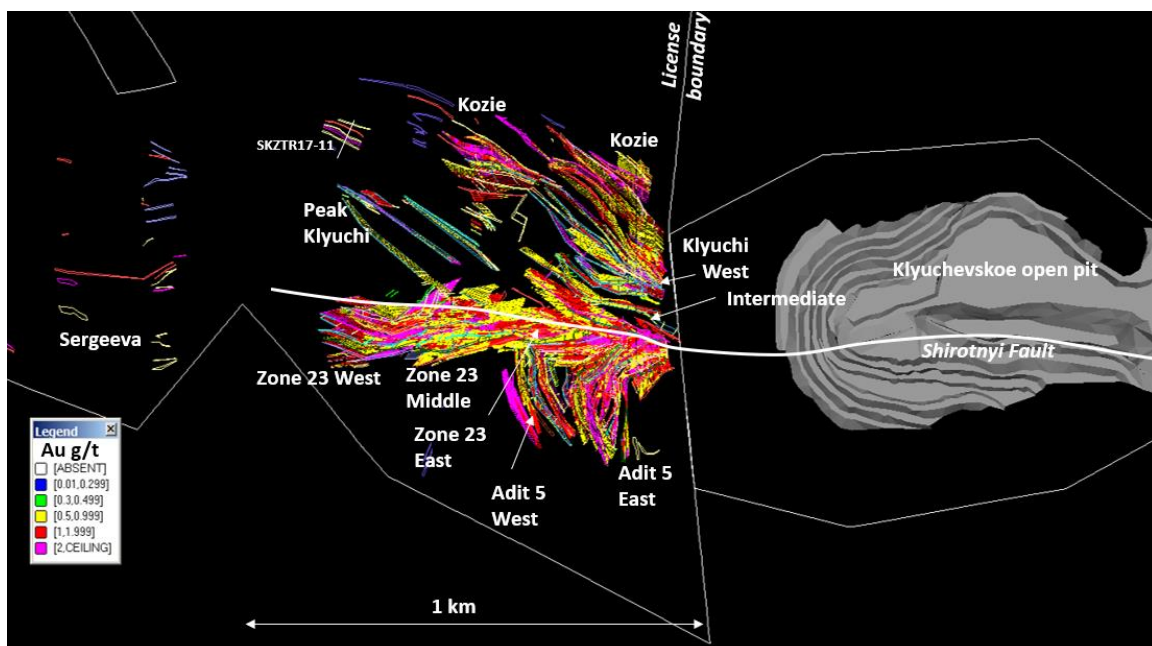 License
boundary
Kozie
Kozie
SKZTR17-11
Peak
Klyuchi
Klyuchi
West
Klyuchevskoe open pit
Intermediate
Sergeeva
Shirotnyi Fault
Zone 23 West
Zone 23
Middle
Zone 23
East
Adit 5
West
Adit 5
East
Legend
Au g/t
[ABSENT]
[0.01,0.299]
[0.3,0.499]
[0.5,0.999]
[1,1.999]
[2,CEILING]
1 km